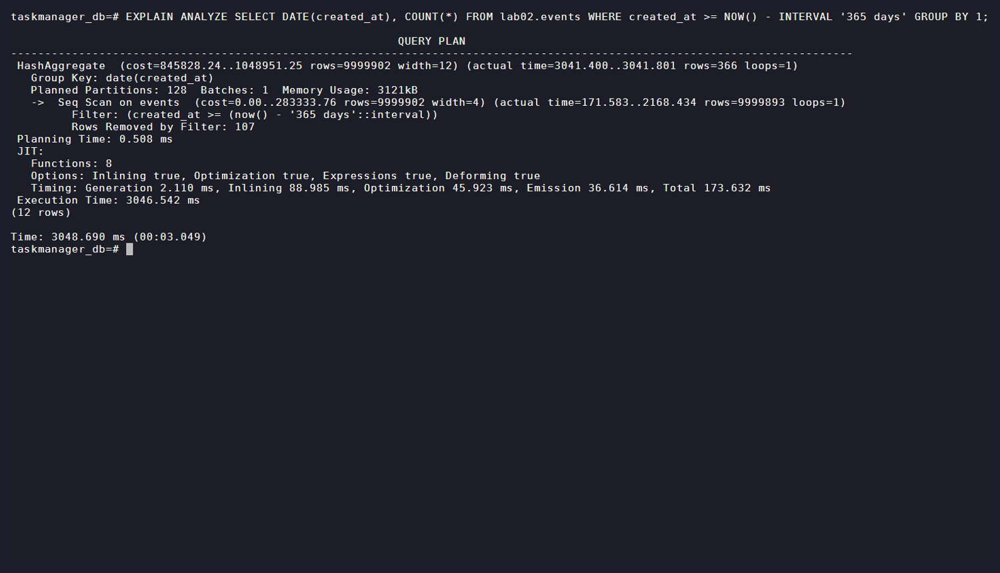 taskmanager_db=# EXPLAIN ANALYZE SELECT DATE(created_at), COUNT(*) FROM lab02.events WHERE created_at >= NOW() - INTERVAL '365 days' GROUP BY 1;
QUERY PLAN
----------------------------------------------------------------------------------------------------------------------------
HashAggregate  (cost=845828.24..1048951.25 rows=9999902 width=12) (actual time=3041.400..3041.801 rows=366 loops=1)
  Group Key: date(created_at)
  Planned Partitions: 128  Batches: 1  Memory Usage: 3121kB
  ->  Seq Scan on events  (cost=0.00..283333.76 rows=9999902 width=4) (actual time=171.583..2168.434 rows=9999893 loops=1)
        Filter: (created_at >= (now() - '365 days'::interval))
        Rows Removed by Filter: 107
Planning Time: 0.508 ms
JIT:
  Functions: 8
  Options: Inlining true, Optimization true, Expressions true, Deforming true
  Timing: Generation 2.110 ms, Inlining 88.985 ms, Optimization 45.923 ms, Emission 36.614 ms, Total 173.632 ms
Execution Time: 3046.542 ms
(12 rows)
Time: 3048.690 ms (00:03.049)
taskmanager_db=#